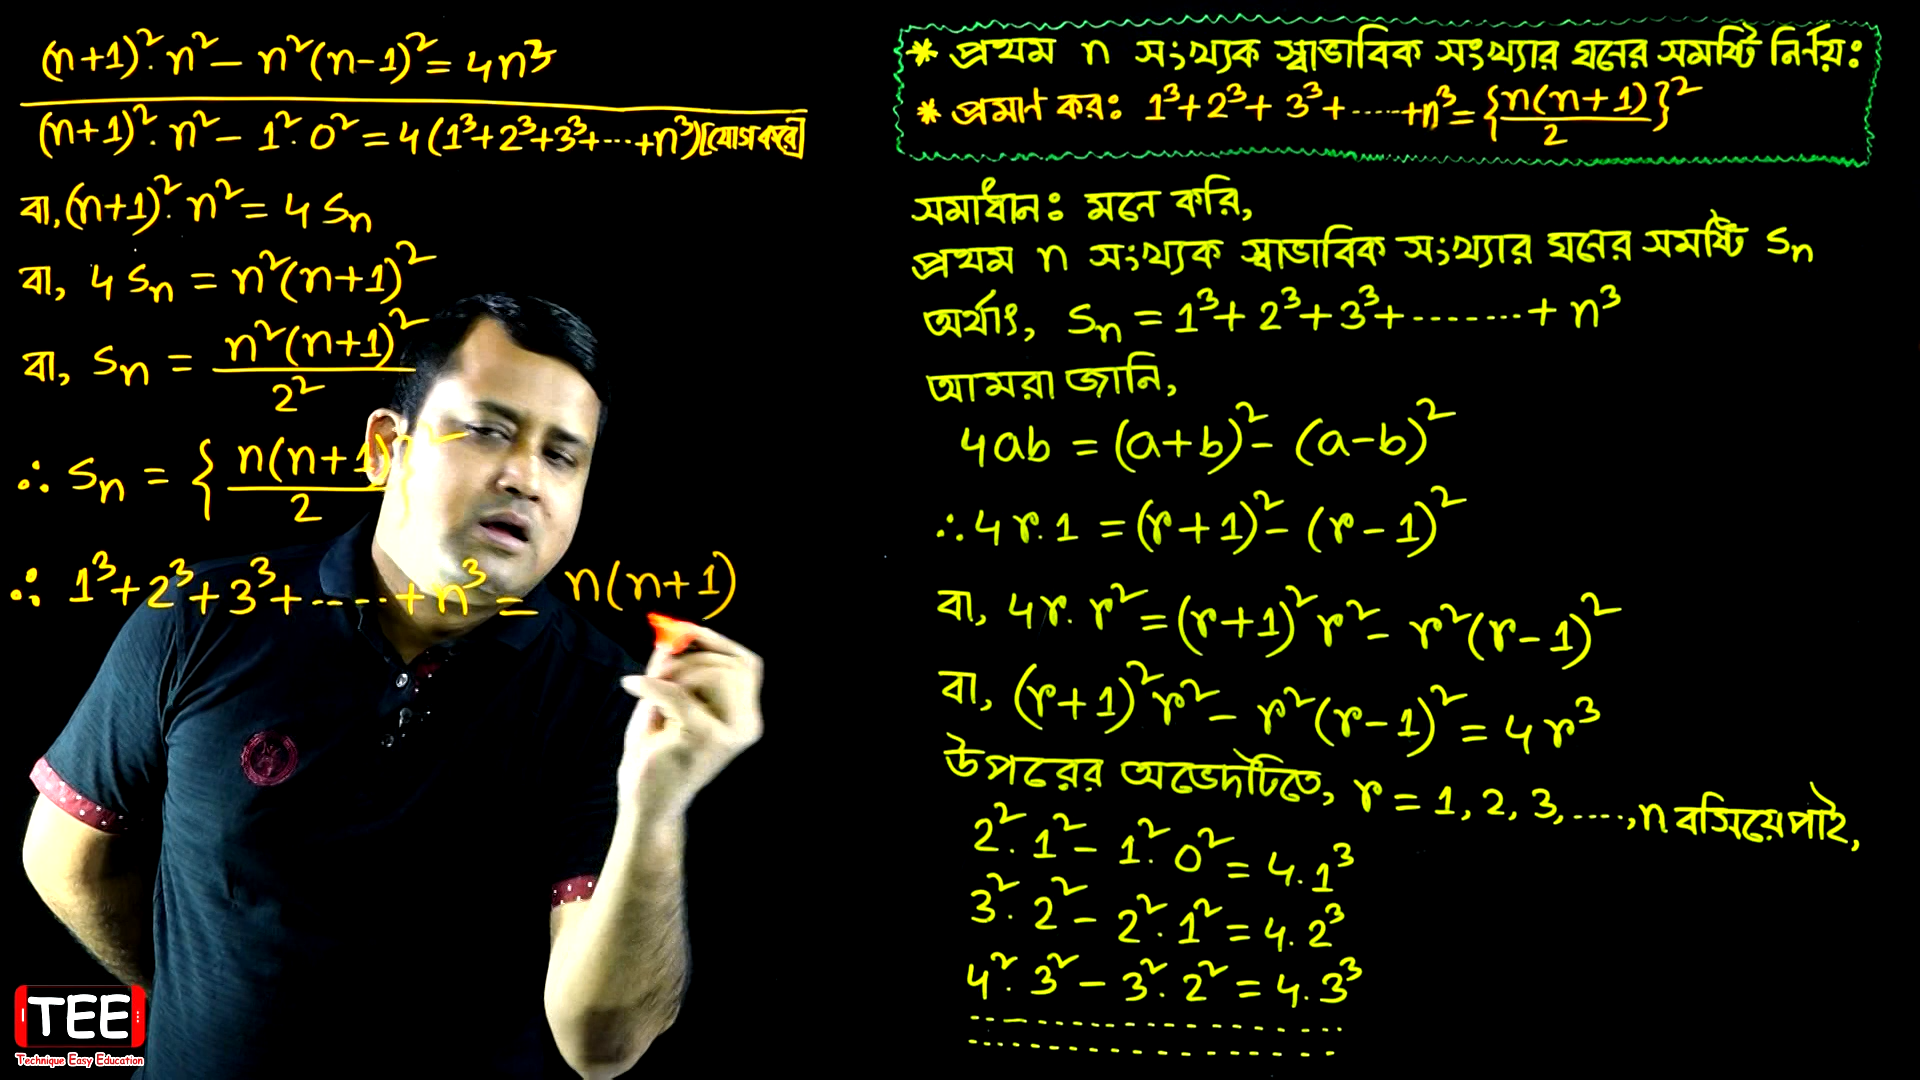 * প্রথম n সংখ্যক স্বাভাবিক সংখ্যার ঘনের সমষ্টি নির্ণয়ঃ
* প্রমাণ করঃ 1³+2³+3³+......+n³={n(n+1)/2}²
সমাধানঃ মনে করি,
প্রথম n সংখ্যক স্বাভাবিক সংখ্যার ঘনের সমষ্টি Sn
অর্থাৎ, Sn = 1³+2³+3³+........+n³
আমরা জানি,
4ab = (a+b)²-(a-b)²
∴ 4r.1 = (r+1)²-(r-1)²
বা, 4r.r² = (r+1)²r²-r²(r-1)²
বা, (r+1)²r²-r²(r-1)² = 4r³
উপরের অভেদটিতে, r = 1, 2, 3, ....., n বসিয়ে পাই,
2².1²-1².0² = 4.1³
3².2²-2².1² = 4.2³
4².3²-3².2² = 4.3³
(n+1)².n²-n²(n-1)² = 4n³
(n+1)².n²-1².0² = 4(1³+2³+3³+...+n³)[যোগ করে]
বা, (n+1)².n² = 4Sn
বা, 4Sn = n²(n+1)²
বা, Sn = n²(n+1)²/2²
∴ Sn = {n(n+1)/2}²
∴ 1³+2³+3³+.....+n³ = n(n+1)
TEE
Technique Easy Education